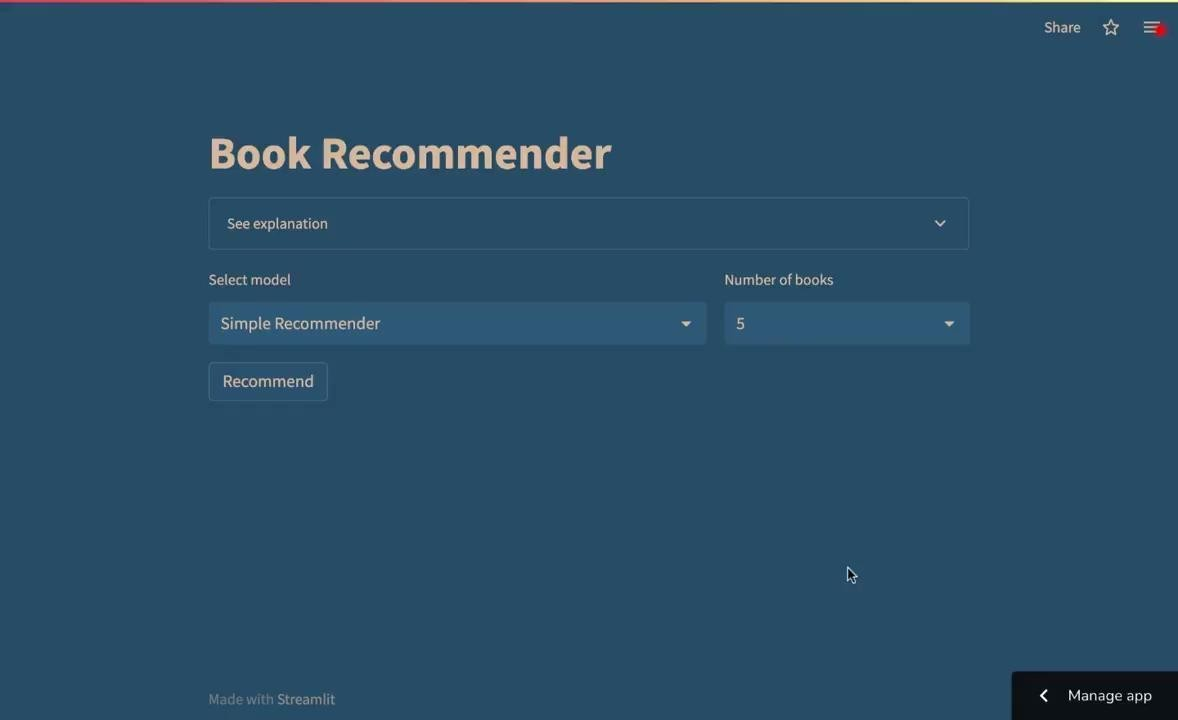 Share
Book Recommender
See explanation
Select model
Number of books
Simple Recommender
5
Recommend
Made with Streamlit
Manage app